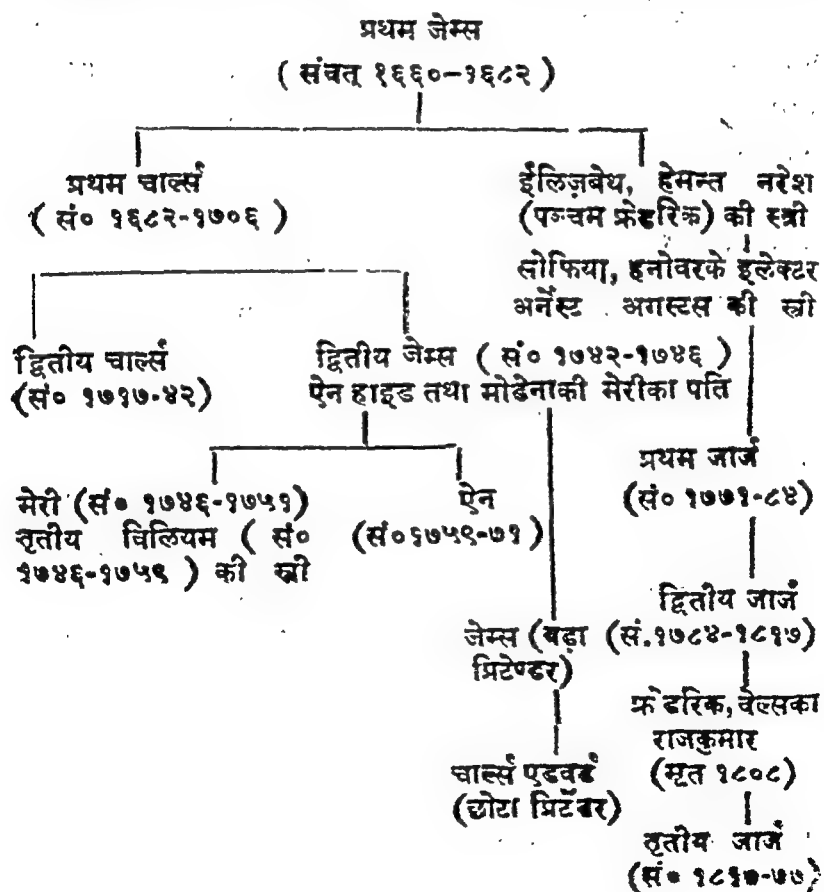 प्रथम जेम्स
( संवत् १६६०–१६८२ )
प्रथम चार्ल्स
( सं० १६८२-१७०६ )
ईलिज़बेथ, हेमन्त नरेश
(पञ्चम फ्रेडरिक) की स्त्री
सोफिया, हनोवरके इलेक्टर
अर्नेस्ट अगस्टस की स्त्री
द्वितीय चार्ल्स
(सं० १७१७-४२)
द्वितीय जेम्स ( सं० १७४२-१७४६ )
ऐन हाइड तथा मोडेनाकी मेरीका पति
प्रथम जार्ज
(सं० १७७१-८४)
मेरी (सं० १७४६-१७५१)
तृतीय विलियम ( सं०
१७४६-१७५९ ) की स्त्री
ऐन
(सं०१७५९-७१)
द्वितीय जार्ज
(सं.१७८४-१८१७)
जेम्स (बड़ा
प्रिटेण्डर)
फ्रेडरिक, वेल्सका
राजकुमार
(मृत १८०८)
चार्ल्स एडवर्ड
(छोटा प्रिटेंडर)
तृतीय जार्ज
(सं० १८१७-७७)